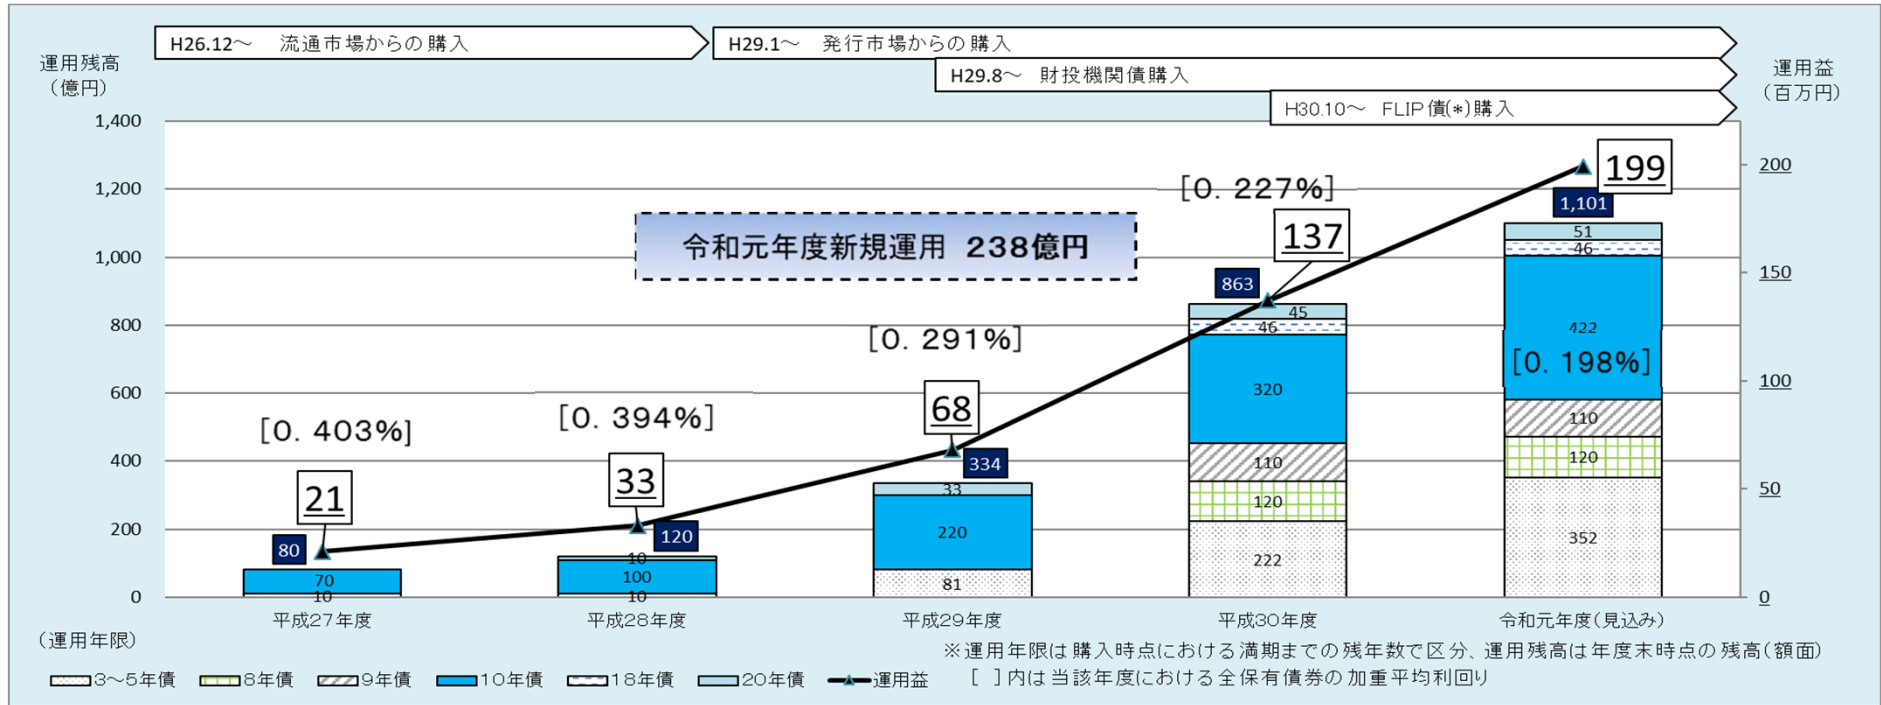 H26.12～　流通市場からの購入
H29.1～　発行市場からの購入
H29.8～　財投機関債購入
H30.10～　FLIP債(*)購入
運用残高
（億円）
運用益
（百万円）
1,400
1,200
1,000
800
600
400
200
0
200
150
100
50
0
令和元年度新規運用　238億円
[0. 403%]
21
80
70
10
[0. 394%]
33
120
10
100
10
[0. 291%]
68
334
33
220
81
[0. 227%]
137
863
45
46
320
110
120
222
199
1,101
51
46
422
[0. 198%]
110
120
352
平成27年度
平成28年度
平成29年度
平成30年度
令和元年度（見込み）
（運用年限）
※運用年限は購入時点における満期までの残年数で区分、運用残高は年度末時点の残高（額面）
3～5年債
8年債
9年債
10年債
18年債
20年債
運用益
[ ]内は当該年度における全保有債券の加重平均利回り